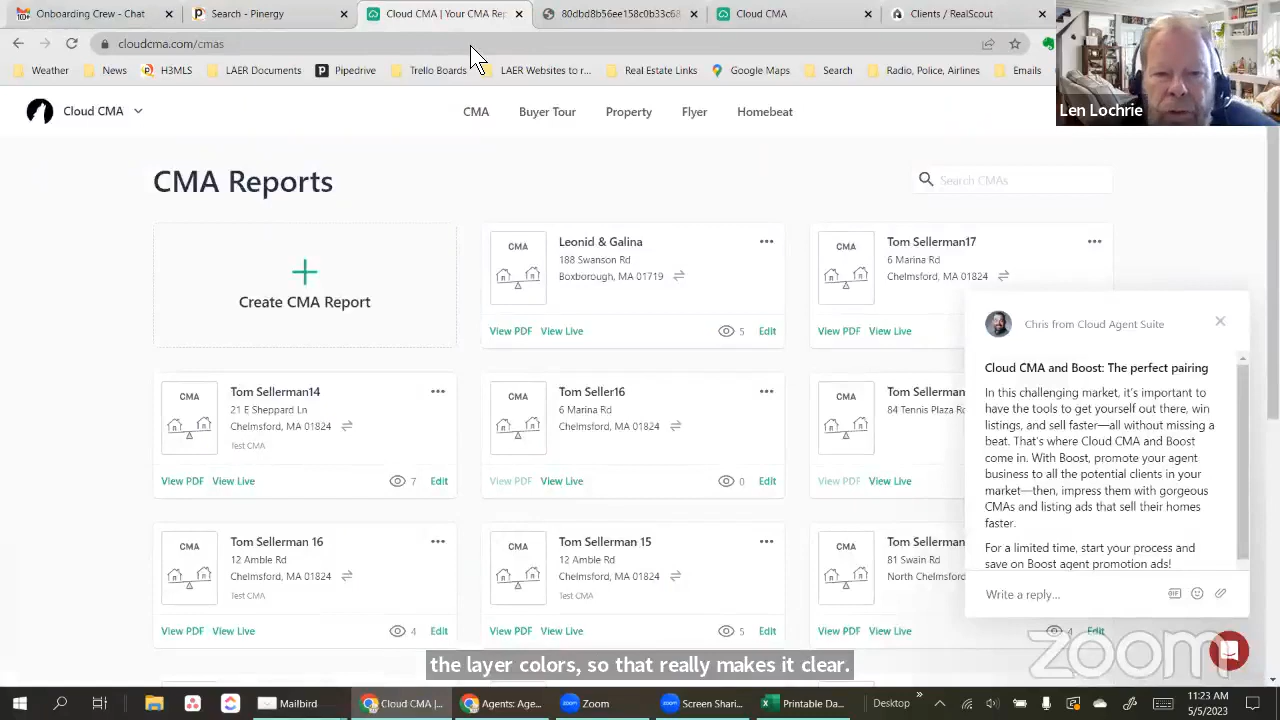 Onboarding Chat
Search - Pinergy
Cloud CMA | Your CMA Rep
80dbd8b56ee158c0b33c68
Cloud CMA
Clients / RealScout
cloudcma.com/cmas
Weather
News
H3MLS
LAER Documents
Pipedrive
Trello Boards
LAER Websites to r...
Real Estate Links
Google Maps
Search
Radio, Police, Airlines
Emails
Len Lochrie
Cloud CMA
CMA
Buyer Tour
Property
Flyer
Homebeat
CMA Reports
Search CMAs
Create CMA Report
CMA
Leonid & Galina
188 Swanson Rd
Boxborough, MA 01719
View PDF View Live 5 Edit
CMA
Tom Sellerman17
6 Marina Rd
Chelmsford, MA 01824
View PDF View Live
CMA
Tom Sellerman14
21 E Sheppard Ln
Chelmsford, MA 01824
Test CMA
View PDF View Live 7 Edit
CMA
Tom Seller16
6 Marina Rd
Chelmsford, MA 01824
View PDF View Live 0 Edit
CMA
Tom Sellerman
84 Tennis Plaza Rd
View PDF View Live
CMA
Tom Sellerman 16
12 Amble Rd
Chelmsford, MA 01824
Test CMA
View PDF View Live 4 Edit
CMA
Tom Sellerman 15
12 Amble Rd
Chelmsford, MA 01824
Test CMA
View PDF View Live 5 Edit
CMA
Tom Sellerman
81 Swain Rd
North Chelmsford
View PDF View Live 4 Edit
Chris from Cloud Agent Suite
Cloud CMA and Boost: The perfect pairing
In this challenging market, it's important to
have the tools to get yourself out there, win
listings, and sell faster—all without missing a
beat. That's where Cloud CMA and Boost
come in. With Boost, promote your agent
business to all the potential clients in your
market—then, impress them with gorgeous
CMAs and listing ads that sell their homes
faster.
For a limited time, start your process and
save on Boost agent promotion ads!
Write a reply...
GIF
zoom
the layer colors, so that really makes it clear.
Mailbird
Cloud CMA |...
Agents: Age...
Zoom
Screen Shar...
Printable Da...
Desktop
11:23 AM
5/5/2023